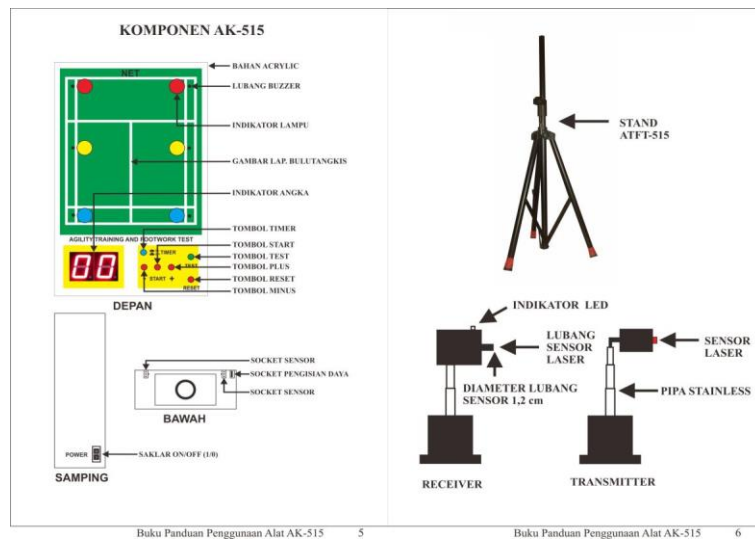 KOMPONEN AK-515
NET
BAHAN ACRYLIC
LUBANG BUZZER
INDIKATOR LAMPU
GAMBAR LAP. BULUTANGKIS
INDIKATOR ANGKA
AGILITY TRAINING AND FOOTWORK TEST
00
TIMER
TEST
START +
RESET
TOMBOL TIMER
TOMBOL START
TOMBOL TEST
TOMBOL PLUS
TOMBOL RESET
TOMBOL MINUS
DEPAN
SOCKET SENSOR
SOCKET PENGISIAN DAYA
SOCKET SENSOR
BAWAH
POWER
SAKLAR ON/OFF (1/0)
SAMPING
Buku Panduan Penggunaan Alat AK-515 5
STAND
ATFT-515
INDIKATOR LED
LUBANG
SENSOR
LASER
DIAMETER LUBANG
SENSOR 1,2 cm
RECEIVER
SENSOR
LASER
PIPA STAINLESS
TRANSMITTER
Buku Panduan Penggunaan Alat AK-515 6